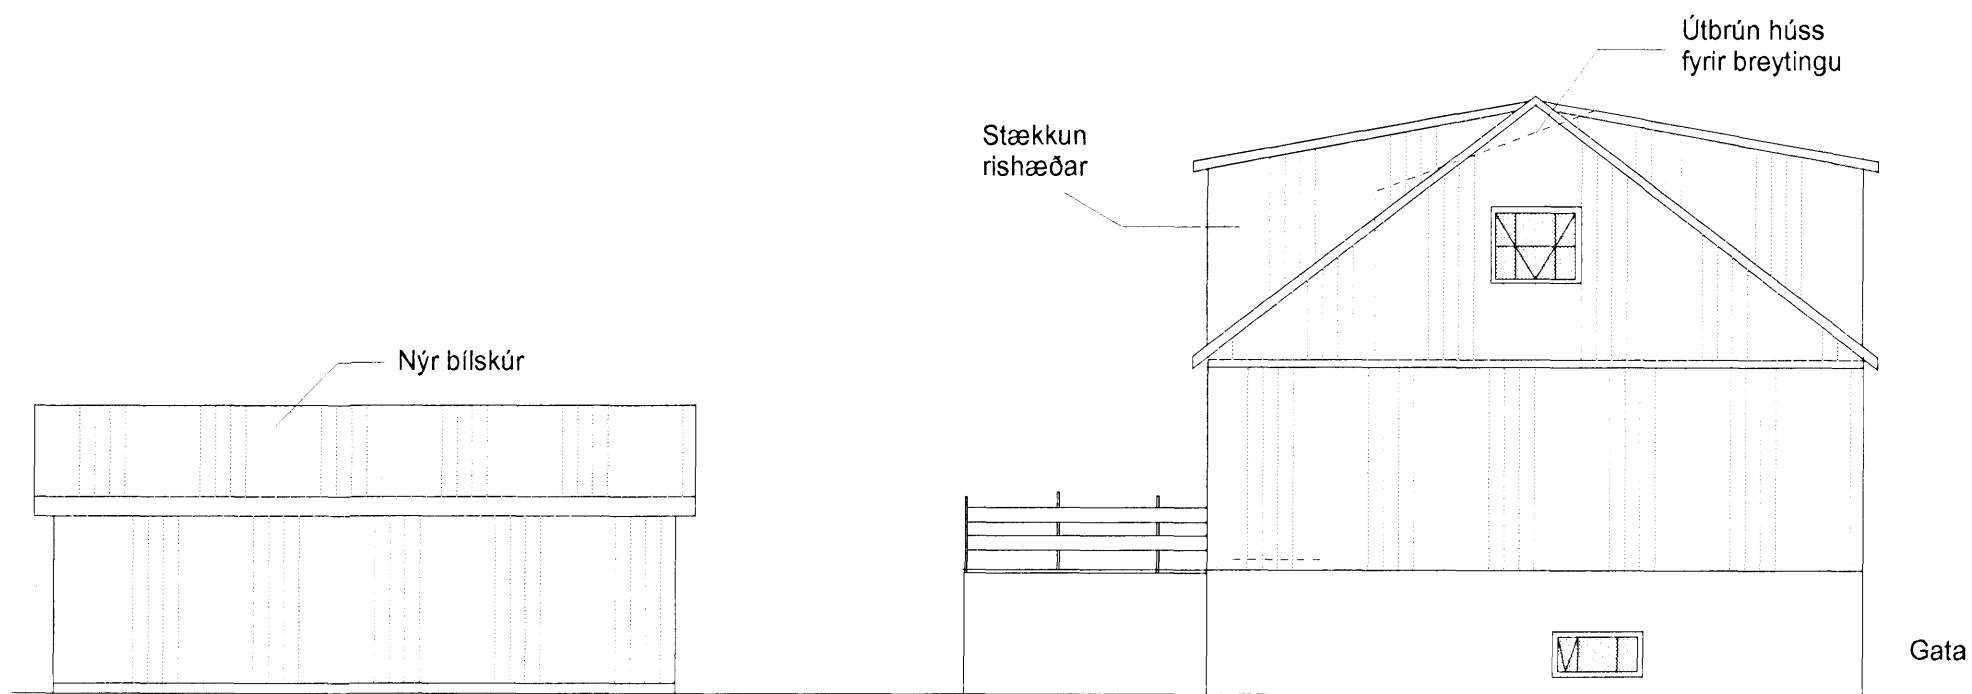 Útbrún húss
fyrir breytingu
Stækkun
rishæðar
Nýr bílskúr
Gata